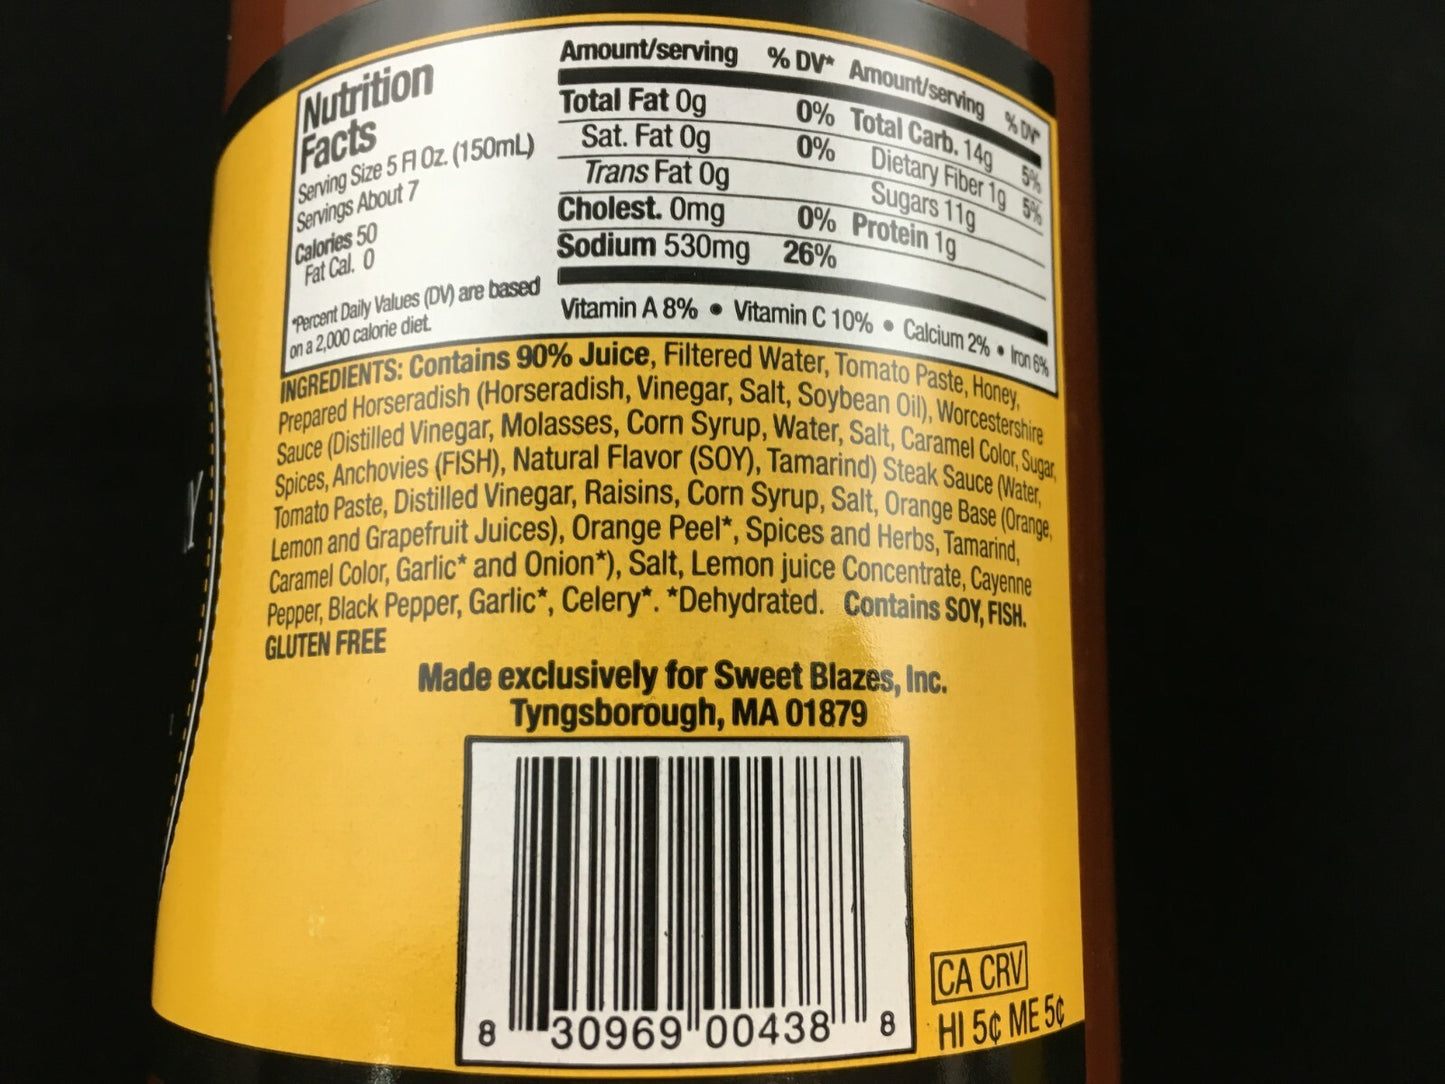 Nutrition
Facts
Serving Size 5 Fl Oz. (150mL)
Servings About 7
Calories 50
Fat Cal. 0
*Percent Daily Values (DV) are based
on a 2,000 calorie diet.
Amount/serving % DV* Amount/serving % DV*
Total Fat 0g 0% Total Carb. 14g 5%
Sat. Fat 0g 0% Dietary Fiber 1g 5%
Trans Fat 0g Sugars 11g
Cholest. 0mg 0% Protein 1g
Sodium 530mg 26%
Vitamin A 8% • Vitamin C 10% • Calcium 2% • Iron 6%
INGREDIENTS: Contains 90% Juice, Filtered Water, Tomato Paste, Honey,
Prepared Horseradish (Horseradish, Vinegar, Salt, Soybean Oil), Worcestershire
Sauce (Distilled Vinegar, Molasses, Corn Syrup, Water, Salt, Caramel Color, Sugar,
Spices, Anchovies (FISH), Natural Flavor (SOY), Tamarind) Steak Sauce (Water,
Tomato Paste, Distilled Vinegar, Raisins, Corn Syrup, Salt, Orange Base (Orange,
Lemon and Grapefruit Juices), Orange Peel*, Spices and Herbs, Tamarind,
Caramel Color, Garlic* and Onion*), Salt, Lemon juice Concentrate, Cayenne
Pepper, Black Pepper, Garlic*, Celery*. *Dehydrated. Contains SOY, FISH.
GLUTEN FREE
Made exclusively for Sweet Blazes, Inc.
Tyngsborough, MA 01879
8 30969 00438 8
CA CRV
HI 5¢ ME 5¢